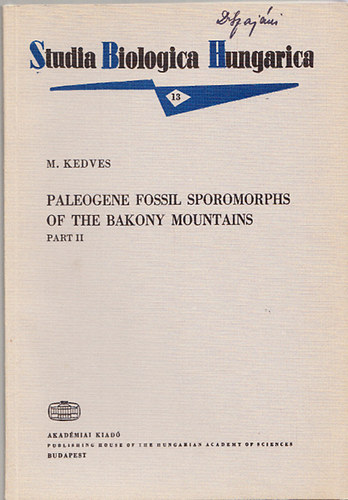 Studia Biologica Hungarica
13
M. KEDVES
PALEOGENE FOSSIL SPOROMORPHS
OF THE BAKONY MOUNTAINS
PART II
AKADÉMIAI KIADÓ
PUBLISHING HOUSE OF THE HUNGARIAN ACADEMY OF SCIENCES
BUDAPEST